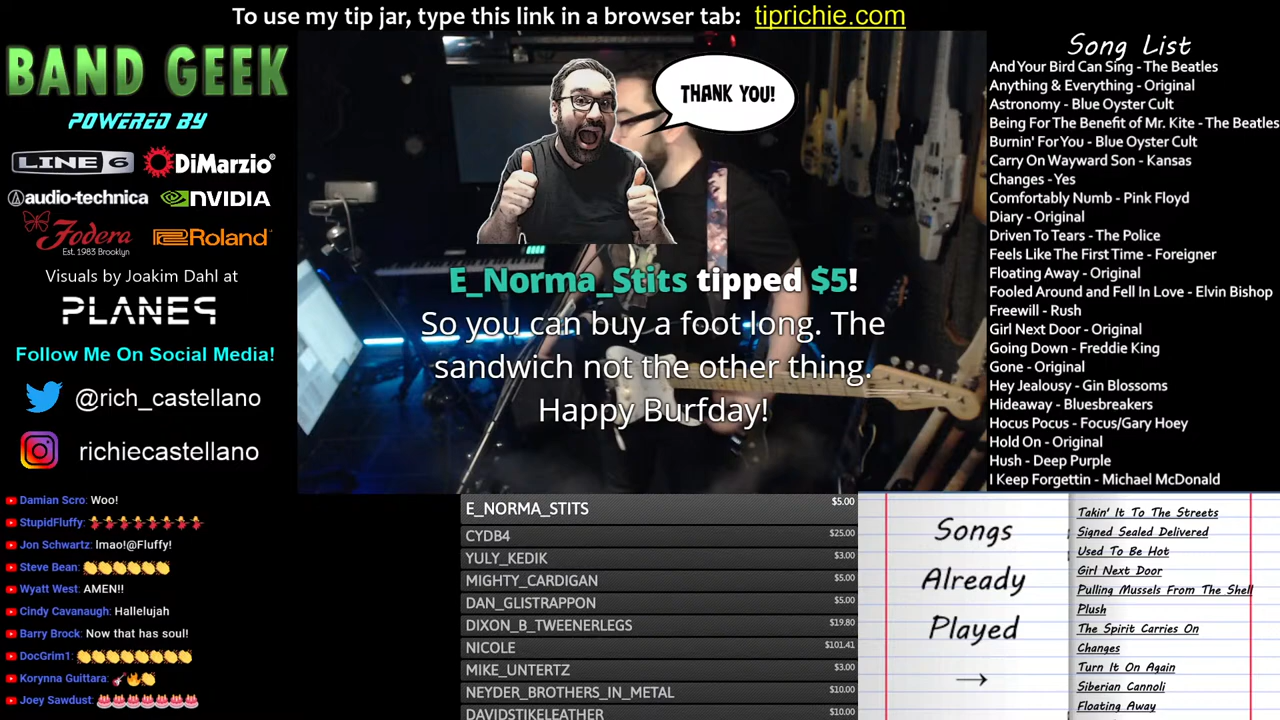 To use my tip jar, type this link in a browser tab: tiprichie.com
BAND GEEK
POWERED BY
LINE 6
DiMarzio®
audio-technica
NVIDIA
Fodera
Est. 1983 Brooklyn
Roland
Visuals by Joakim Dahl at
PLANE9
Follow Me On Social Media!
@rich_castellano
richiecastellano
Damian Scro: Woo!
StupidFluffy: 💃💃💃💃💃💃💃
Jon Schwartz: lmao!@Fluffy!
Steve Bean: 👏👏👏👏👏👏
Wyatt West: AMEN!!
Cindy Cavanaugh: Hallelujah
Barry Brock: Now that has soul!
DocGrim1: 👏👏👏👏👏👏👏👏
Korynna Guittara: 🎸🔥👏
Joey Sawdust: 🎂🎂🎂🎂🎂🎂🎂
THANK YOU!
E_Norma_Stits tipped $5!
So you can buy a foot long. The
sandwich not the other thing.
Happy Burfday!
E_NORMA_STITS $5.00
CYDB4 $25.00
YULY_KEDIK $3.00
MIGHTY_CARDIGAN $5.00
DAN_GLISTRAPPON $5.00
DIXON_B_TWEENERLEGS $19.80
NICOLE $101.41
MIKE_UNTERTZ $3.00
NEYDER_BROTHERS_IN_METAL $10.00
DAVIDSTIKELEATHER $10.00
Song List
And Your Bird Can Sing - The Beatles
Anything & Everything - Original
Astronomy - Blue Oyster Cult
Being For The Benefit of Mr. Kite - The Beatles
Burnin' For You - Blue Oyster Cult
Carry On Wayward Son - Kansas
Changes - Yes
Comfortably Numb - Pink Floyd
Diary - Original
Driven To Tears - The Police
Feels Like The First Time - Foreigner
Floating Away - Original
Fooled Around and Fell In Love - Elvin Bishop
Freewill - Rush
Girl Next Door - Original
Going Down - Freddie King
Gone - Original
Hey Jealousy - Gin Blossoms
Hideaway - Bluesbreakers
Hocus Pocus - Focus/Gary Hoey
Hold On - Original
Hush - Deep Purple
I Keep Forgettin - Michael McDonald
Songs
Already
Played
→
Takin' It To The Streets
Signed Sealed Delivered
Used To Be Hot
Girl Next Door
Pulling Mussels From The Shell
Plush
The Spirit Carries On
Changes
Turn It On Again
Siberian Cannoli
Floating Away